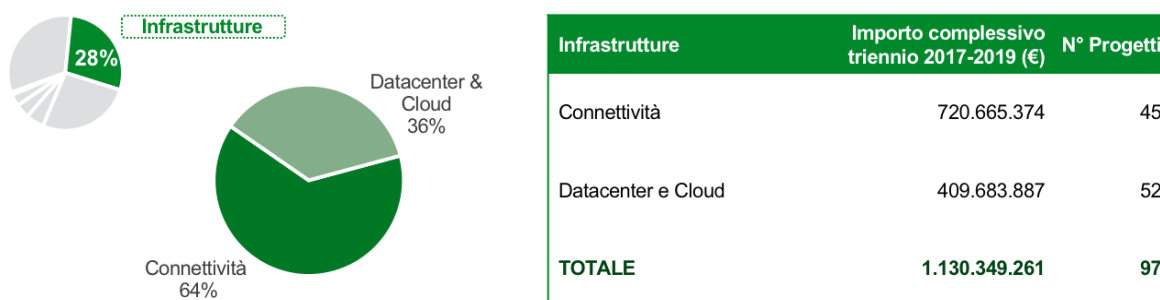 Infrastrutture
28%
Datacenter &
Cloud
36%
Connettività
64%
Infrastrutture Importo complessivo triennio 2017-2019 (€) N° Progetti
Connettività 720.665.374 45
Datacenter e Cloud 409.683.887 52
TOTALE 1.130.349.261 97